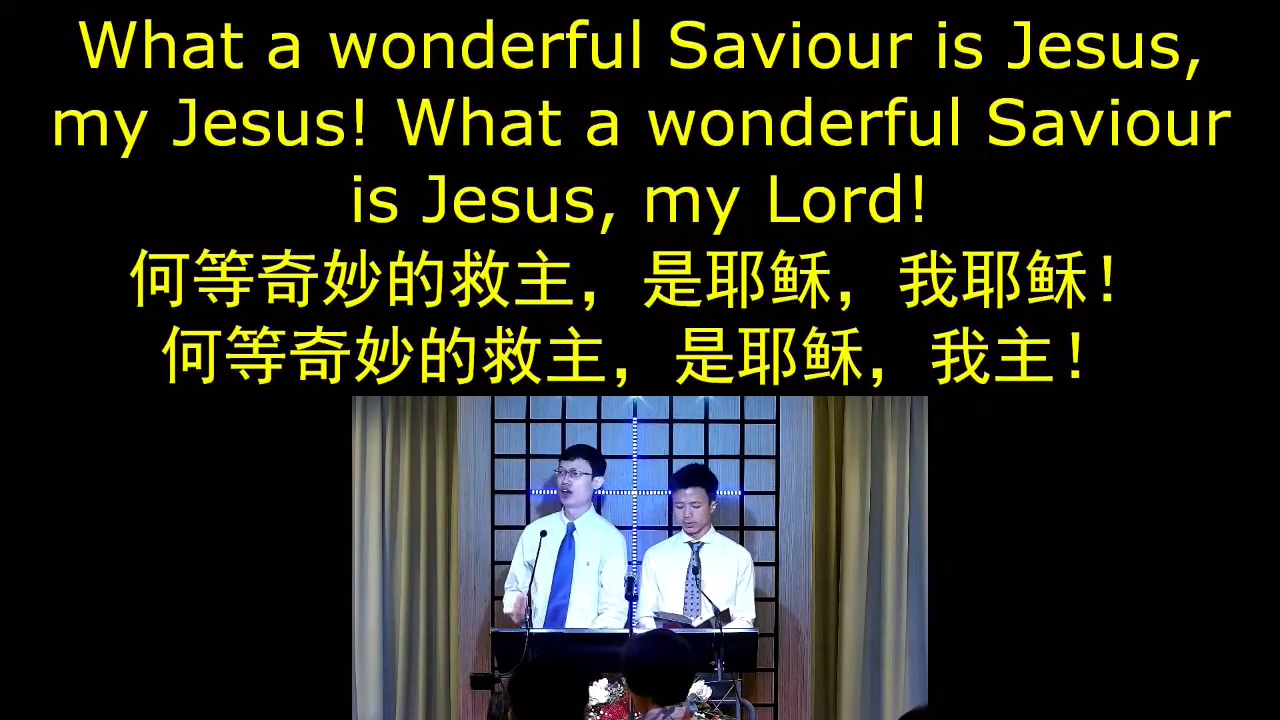 What a wonderful Saviour is Jesus,
my Jesus! What a wonderful Saviour
is Jesus, my Lord!
何等奇妙的救主，是耶稣，我耶稣！
何等奇妙的救主，是耶稣，我主！